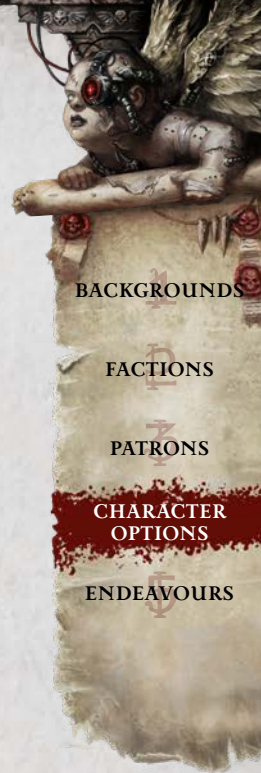 BACKGROUNDS
FACTIONS
PATRONS
CHARACTER
OPTIONS
ENDEAVOURS